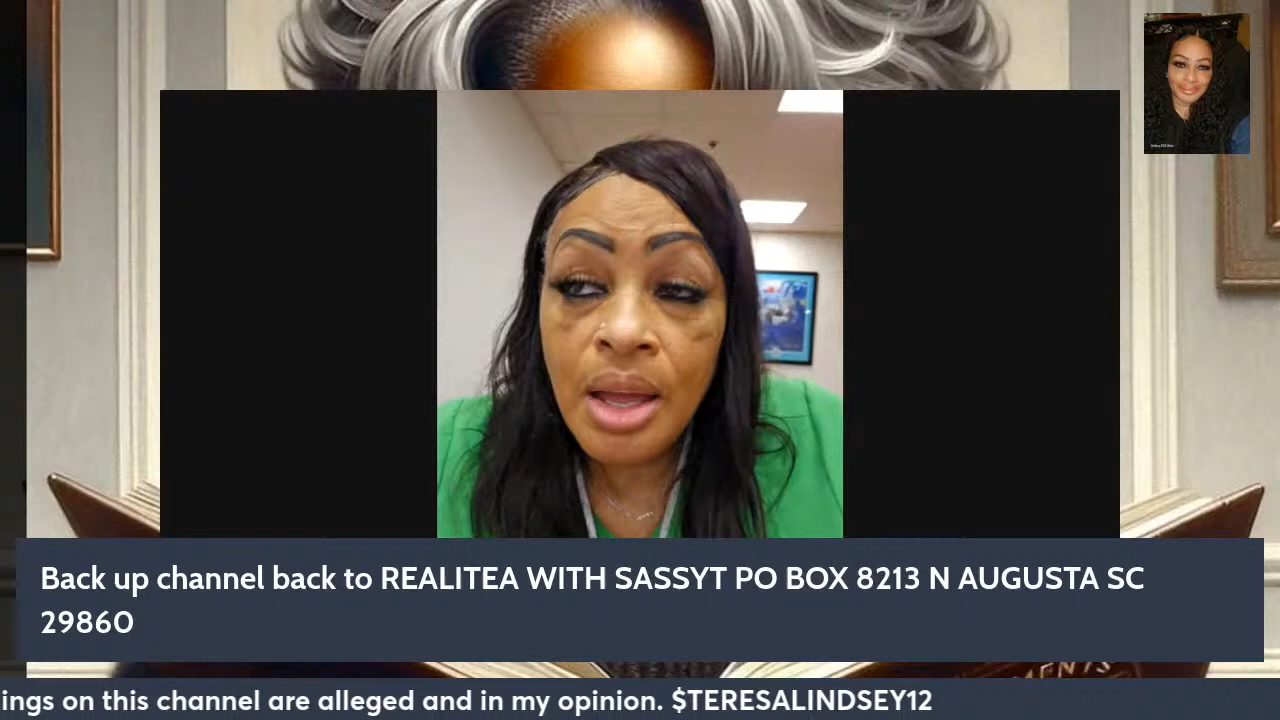 Back up channel back to REALITEA WITH SASSYT PO BOX 8213 N AUGUSTA SC
29860
ings on this channel are alleged and in my opinion. $TERESALINDSEY12